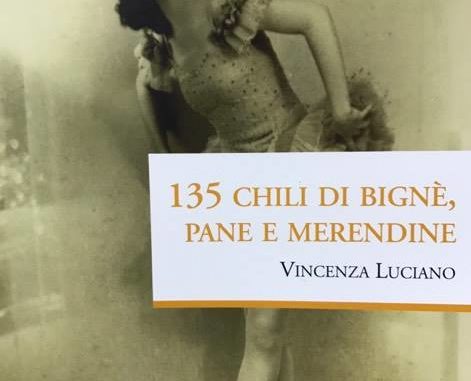 135 CHILI DI BIGNÈ,
PANE E MERENDINE
VINCENZA LUCIANO